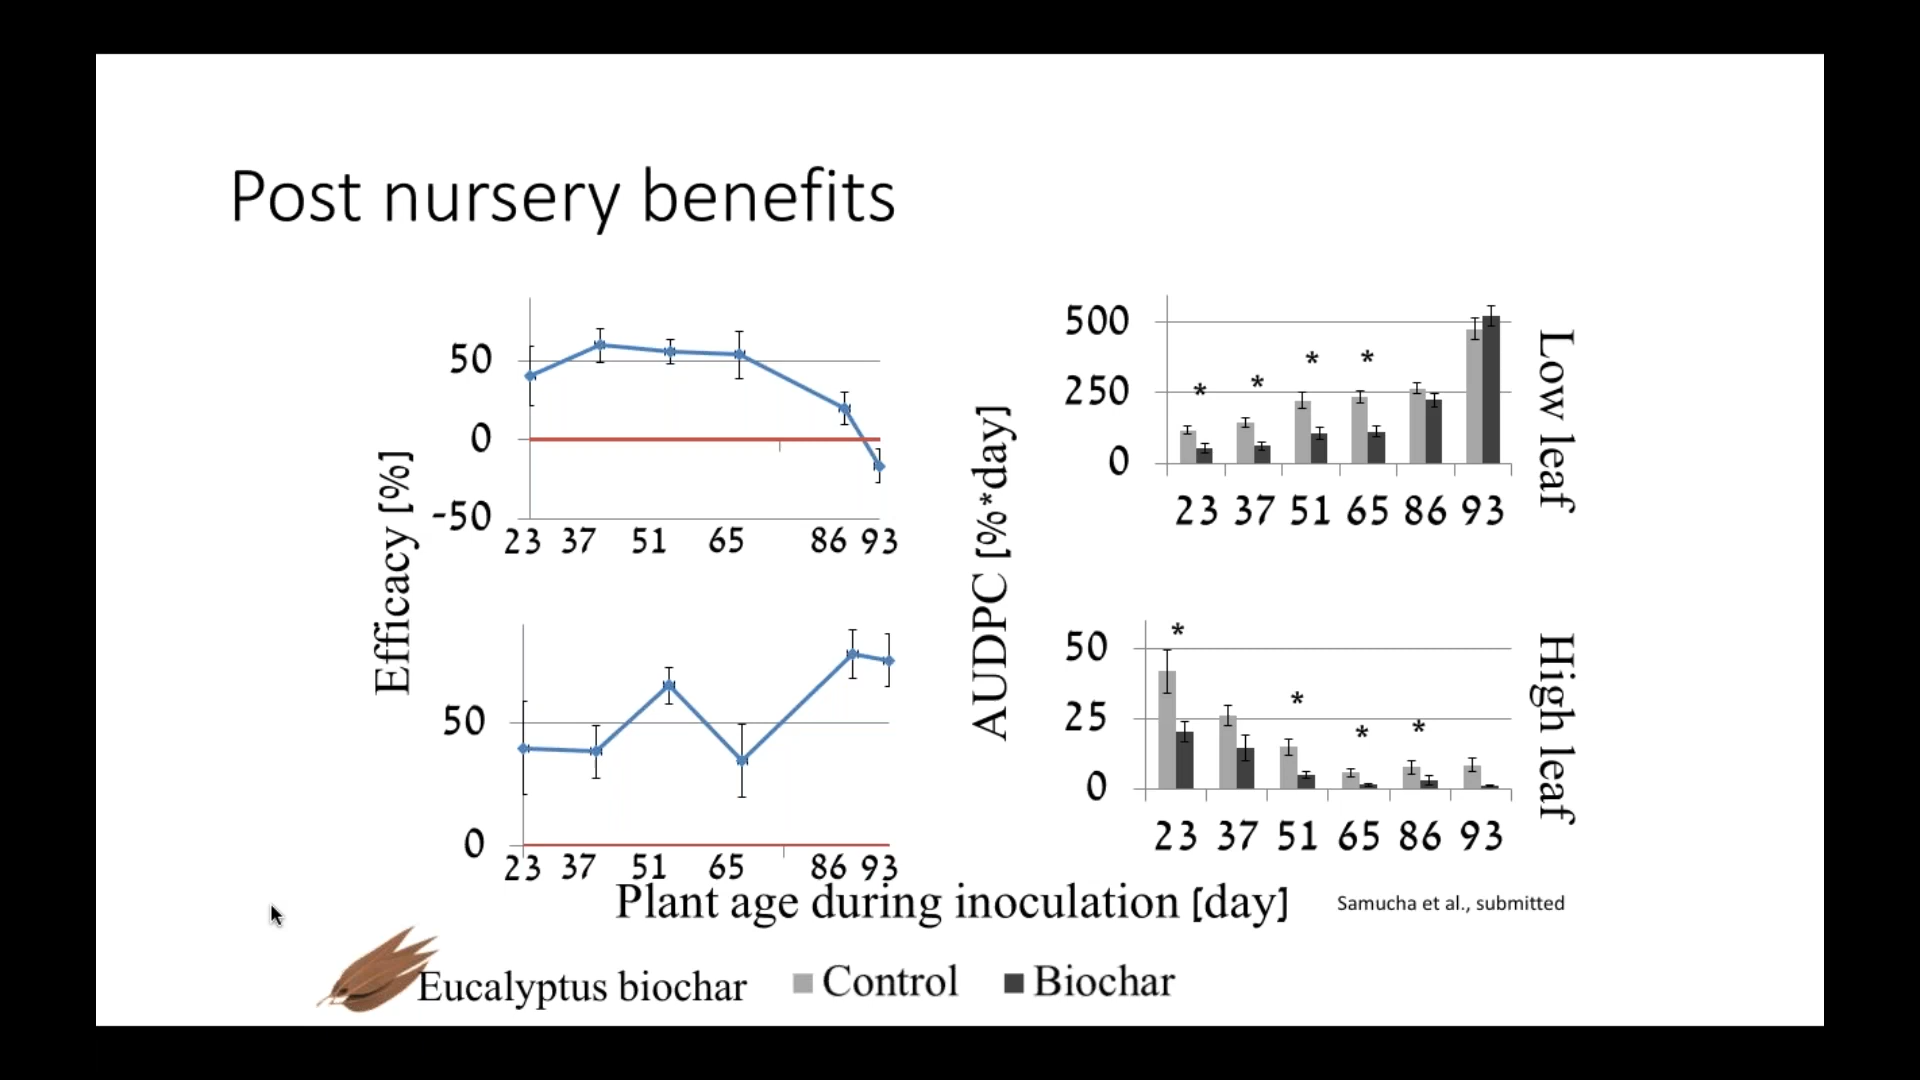 Post nursery benefits
Efficacy [%]
50
0
-50
23 37 51 65 86 93
50
0
23 37 51 65 86 93
AUDPC [%*day]
500
250
0
* * * *
23 37 51 65 86 93
Low leaf
50
25
0
* * * *
23 37 51 65 86 93
High leaf
Plant age during inoculation [day]
Samucha et al., submitted
Eucalyptus biochar
Control
Biochar